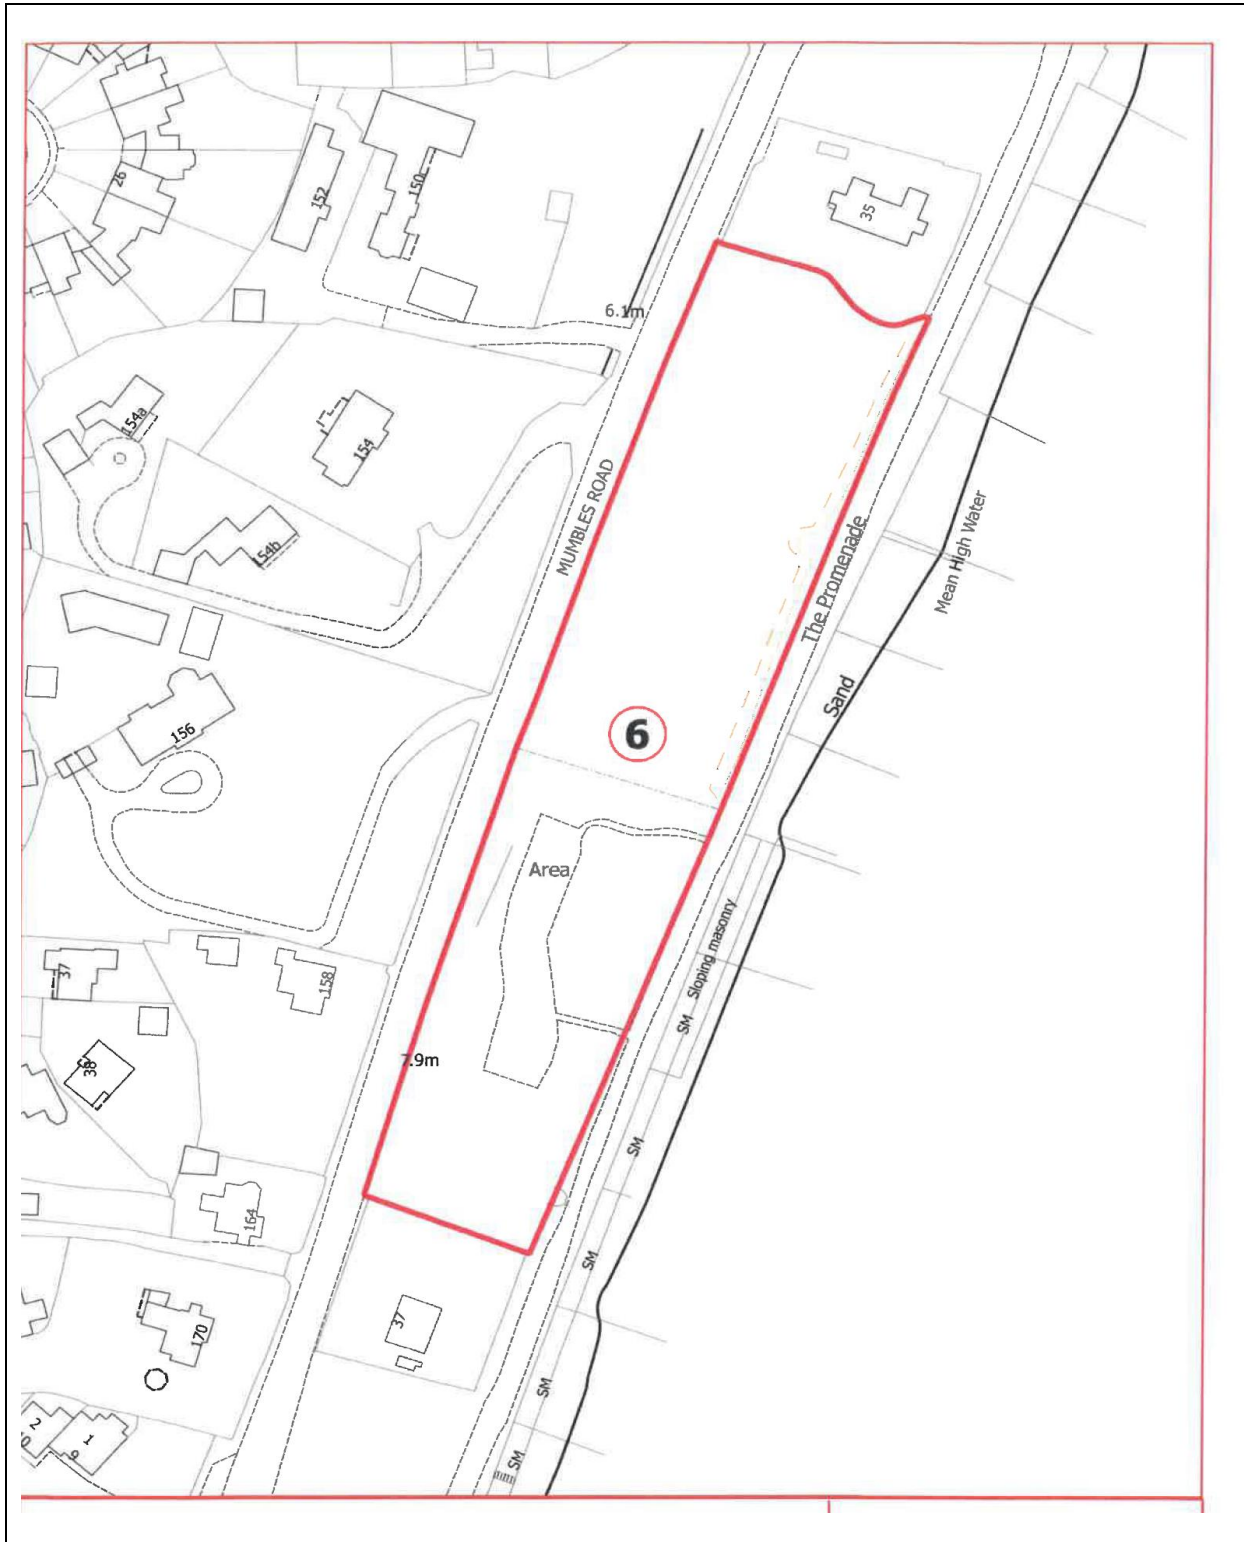 26
152
150
35
6.1m
154a
154
154b
MUMBLES ROAD
The Promenade
Mean High Water
Sand
156
6
Area
Sloping masonry
SM
158
37
38
7.9m
SM
164
SM
37
170
SM
2
1
9
SM